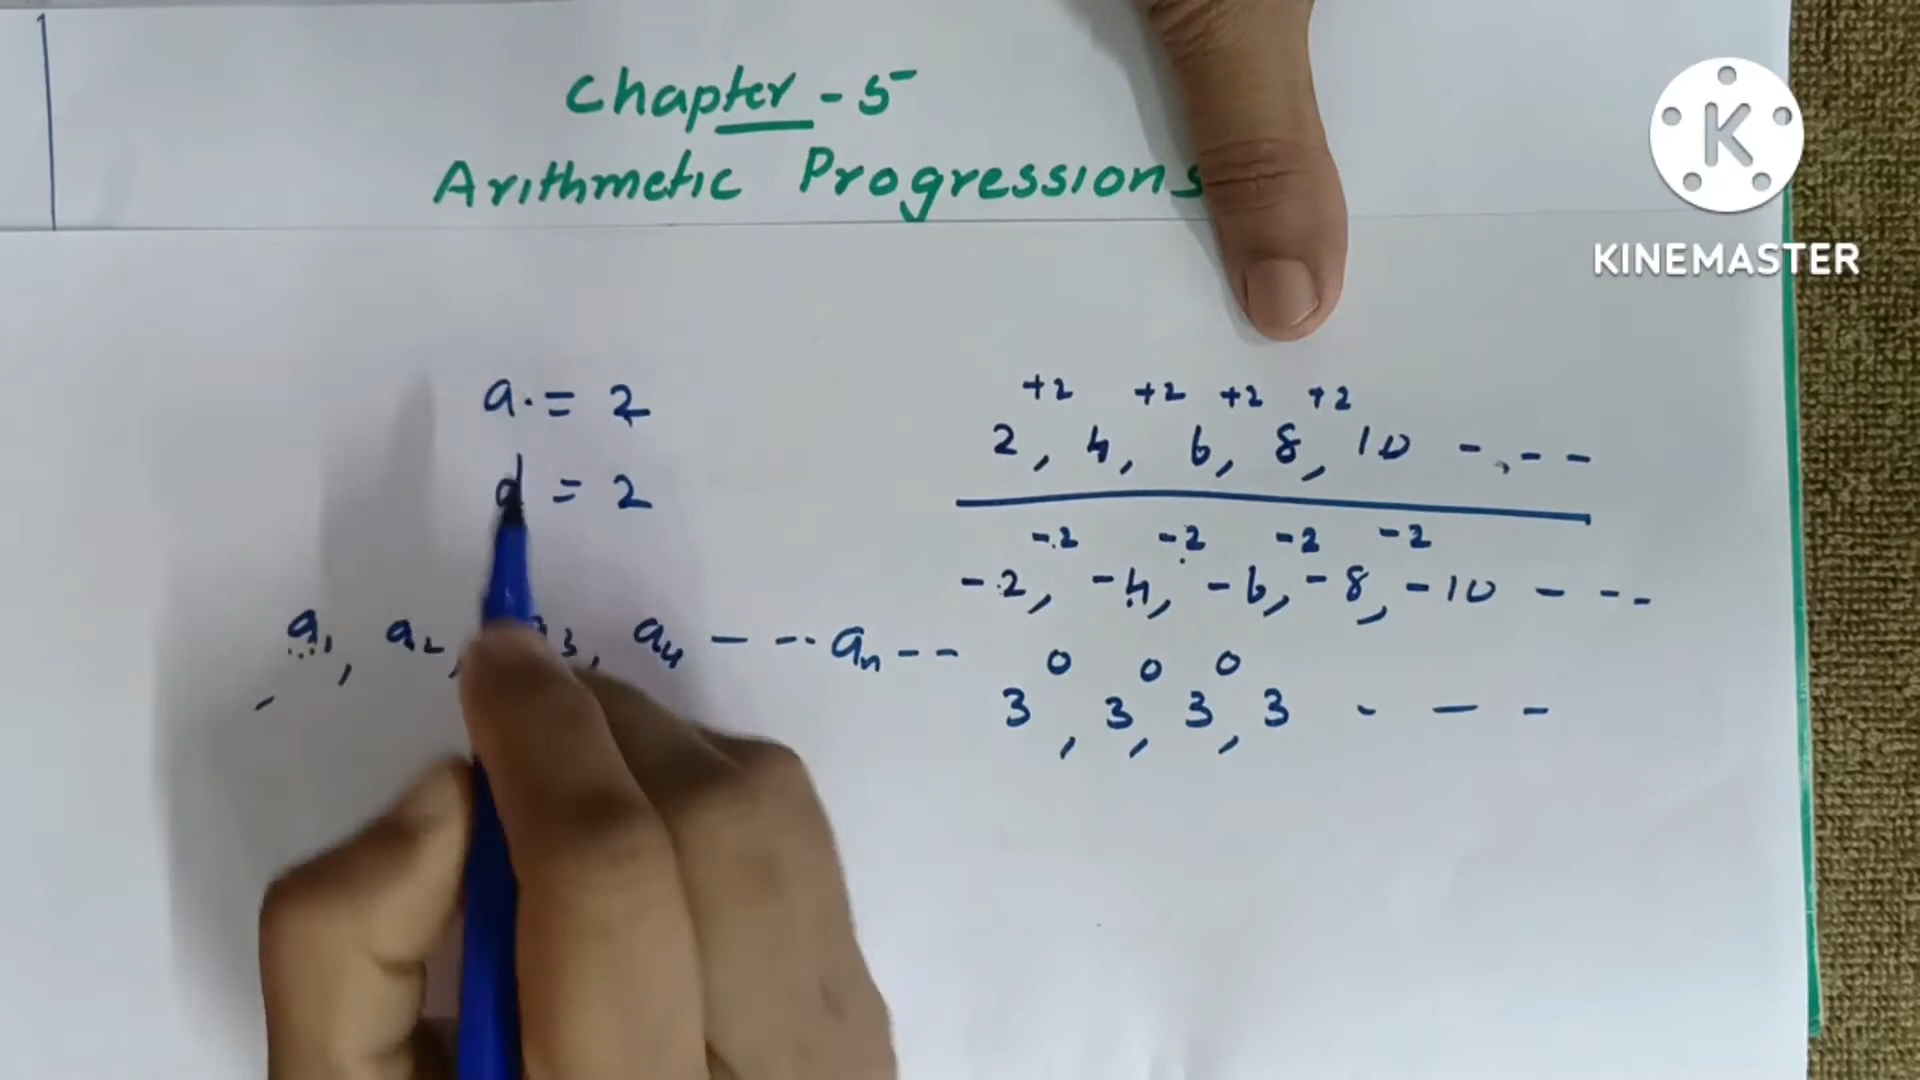 Chapter - 5
Arithmetic Progressions
K
KINEMASTER
a = 2
d = 2
a1, a2, a3, a4 - - - an - -
+2 +2 +2 +2
2, 4, 6, 8, 10 - - -
-2 -2 -2 -2
-2, -4, -6, -8, -10 - - -
0 0 0
3, 3, 3, 3 - - -